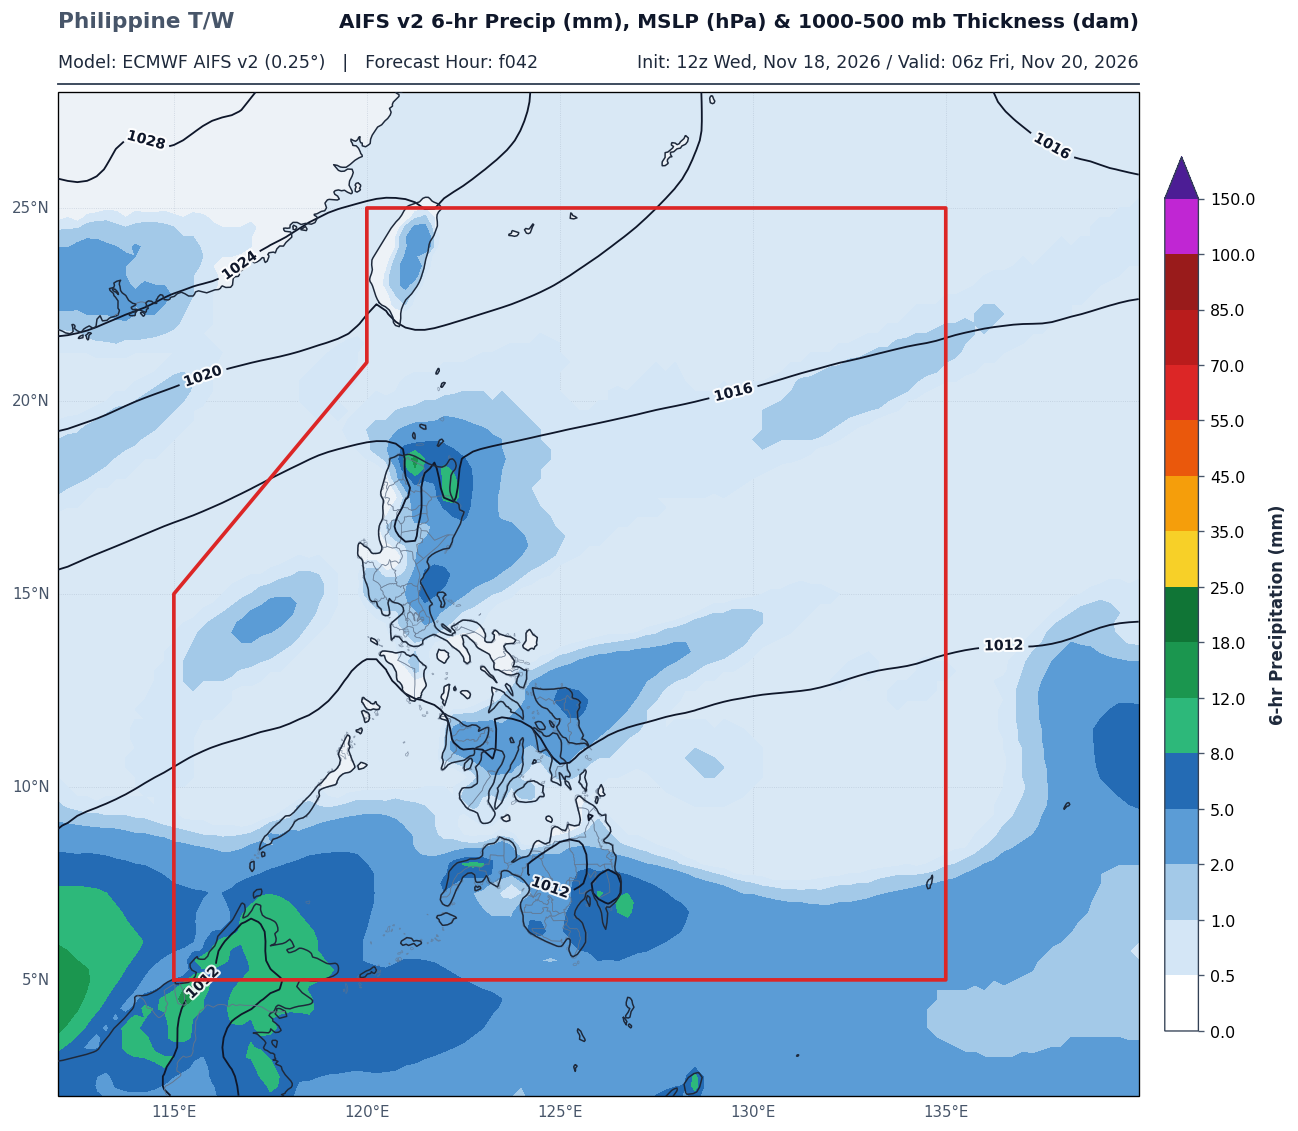 Philippine T/W
AIFS v2 6-hr Precip (mm), MSLP (hPa) & 1000-500 mb Thickness (dam)
Model: ECMWF AIFS v2 (0.25°) | Forecast Hour: f042
Init: 12z Wed, Nov 18, 2026 / Valid: 06z Fri, Nov 20, 2026
1028
1016
1024
1020
1016
1012
1012
1012
25°N
20°N
15°N
10°N
5°N
115°E
120°E
125°E
130°E
135°E
150.0
100.0
85.0
70.0
55.0
45.0
35.0
25.0
18.0
12.0
8.0
5.0
2.0
1.0
0.5
0.0
6-hr Precipitation (mm)